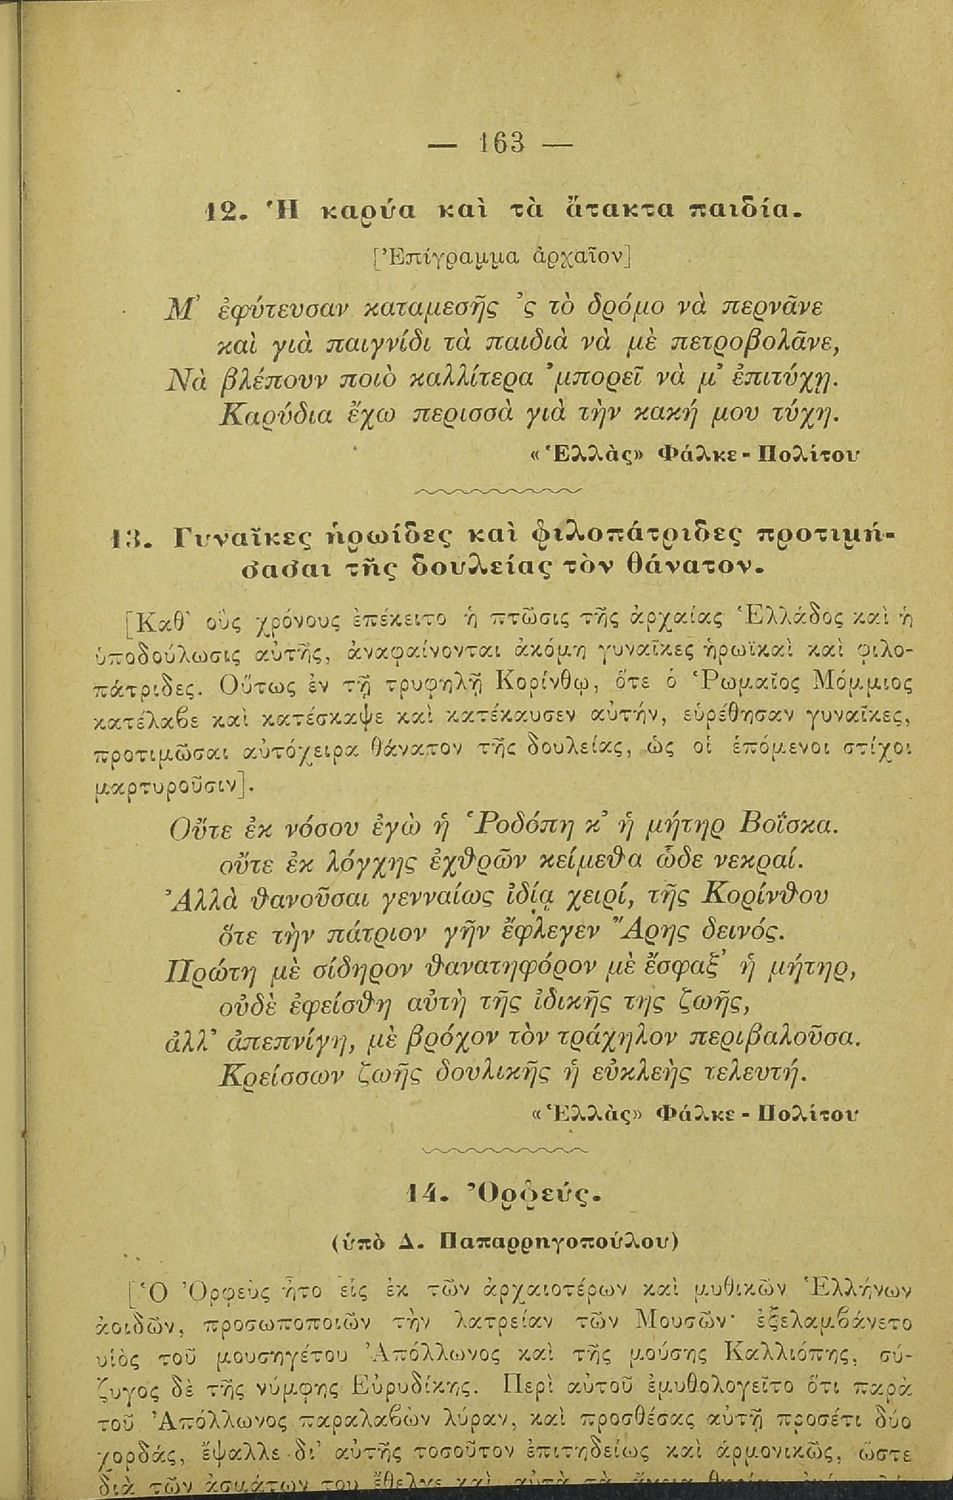 — 163 —
12. Ἡ καρύα καὶ τὰ ἄτακτα παιδία.
[Ἐπίγραμμα ἀρχαῖον]
Μ' ἐφύτευσαν καταμεσῆς 'ς τὸ δρόμο νὰ περνᾶνε
καὶ γιὰ παιγνίδι τὰ παιδιὰ νὰ μὲ πετροβολᾶνε,
Νὰ βλέπουν ποιὸ καλλίτερα 'μπορεῖ νὰ μ' ἐπιτύχῃ.
Καρύδια ἔχω περισσὰ γιὰ τὴν κακή μου τύχη.
«Ἑλλὰς» Φάλκε - Πολίτου
13. Γυναῖκες ἡρωίδες καὶ φιλοπάτριδες προτιμή-
σασαι τῆς δουλείας τὸν θάνατον.
[Καθ' οὓς χρόνους ἐπέκειτο ἡ πτῶσις τῆς ἀρχαίας Ἑλλάδος καὶ ἡ
ὑποδούλωσις αὐτῆς, ἀναφαίνονται ἀκόμη γυναῖκες ἡρωϊκαὶ καὶ φιλο-
πάτριδες. Οὕτως ἐν τῇ τρυφηλῇ Κορίνθῳ, ὅτε ὁ Ῥωμαῖος Μόμμιος
κατέλαβε καὶ κατέσκαψε καὶ κατέκαυσεν αὐτήν, εὑρέθησαν γυναῖκες,
προτιμῶσαι αὐτόχειρα θάνατον τῆς δουλείας, ὡς οἱ ἑπόμενοι στίχοι
μαρτυροῦσιν].
Οὔτε ἐκ νόσου ἐγὼ ἡ Ῥοδόπη κ' ἡ μήτηρ Βοΐσκα.
οὔτε ἐκ λόγχης ἐχθρῶν κείμεθα ὧδε νεκραί.
Ἀλλὰ θανοῦσαι γενναίως ἰδίᾳ χειρί, τῆς Κορίνθου
ὅτε τὴν πάτριον γῆν ἔφλεγεν Ἄρης δεινός.
Πρώτη μὲ σίδηρον θανατηφόρον μὲ ἔσφαξ' ἡ μήτηρ,
οὐδὲ ἐφείσθη αὐτὴ τῆς ἰδικῆς της ζωῆς,
ἀλλ' ἀπεπνίγη, μὲ βρόχον τὸν τράχηλον περιβαλοῦσα.
Κρείσσων ζωῆς δουλικῆς ἡ εὐκλεὴς τελευτή.
«Ἑλλὰς» Φάλκε - Πολίτου
14. Ὀρφεύς.
(ὑπὸ Δ. Παπαρρηγοπούλου)
[Ὁ Ὀρφεὺς ἦτο εἷς ἐκ τῶν ἀρχαιοτέρων καὶ μυθικῶν Ἑλλήνων
ἀοιδῶν, προσωποποιῶν τὴν λατρείαν τῶν Μουσῶν· ἐξελαμβάνετο
υἱὸς τοῦ μουσηγέτου Ἀπόλλωνος καὶ τῆς μούσης Καλλιόπης, σύ-
ζυγος δὲ τῆς νύμφης Εὐρυδίκης. Περὶ αὐτοῦ ἐμυθολογεῖτο ὅτι παρὰ
τοῦ Ἀπόλλωνος παραλαβὼν λύραν, καὶ προσθέσας αὐτῇ προσέτι δύο
χορδάς, ἔψαλλε δι' αὐτῆς τοσοῦτον ἐπιτηδείως καὶ ἁρμονικῶς, ὥστε
διὰ τῶν ᾀσμάτων του ἔθελγε καὶ αὐτὰ τὰ ἄγρια